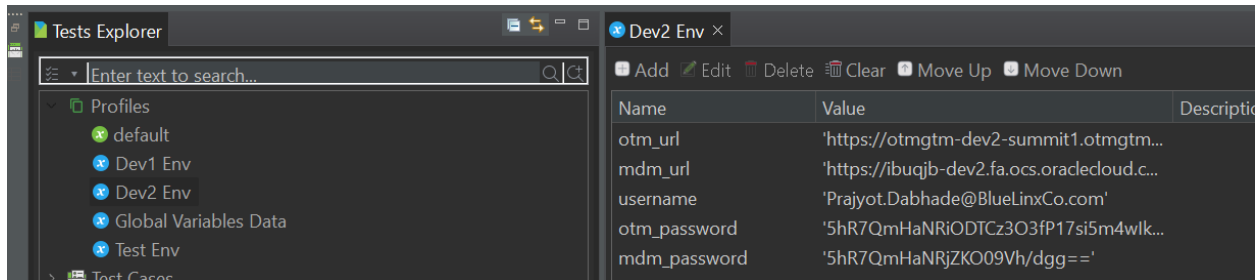 Tests Explorer
Enter text to search...
Profiles
default
Dev1 Env
Dev2 Env
Global Variables Data
Test Env
Test Cases
Dev2 Env
Add Edit Delete Clear Move Up Move Down
Name Value Descriptio
otm_url 'https://otmgtm-dev2-summit1.otmgtm...
mdm_url 'https://ibuqjb-dev2.fa.ocs.oraclecloud.c...
username 'Prajyot.Dabhade@BlueLinxCo.com'
otm_password '5hR7QmHaNRiODTCz3O3fP17si5m4wIk...
mdm_password '5hR7QmHaNRjZKO09Vh/dgg=='